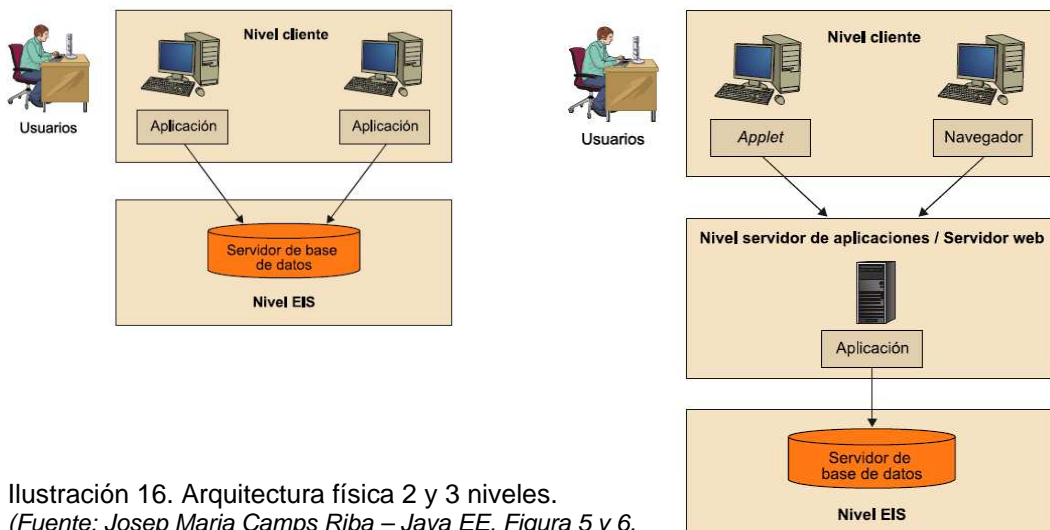 Nivel cliente
Usuarios
Aplicación
Aplicación
Servidor de base
de datos
Nivel EIS
Nivel cliente
Usuarios
Applet
Navegador
Nivel servidor de aplicaciones / Servidor web
Aplicación
Servidor de
base de datos
Nivel EIS
Ilustración 16. Arquitectura física 2 y 3 niveles.
(Fuente: Josep Maria Camps Riba – Java EE. Figura 5 y 6.